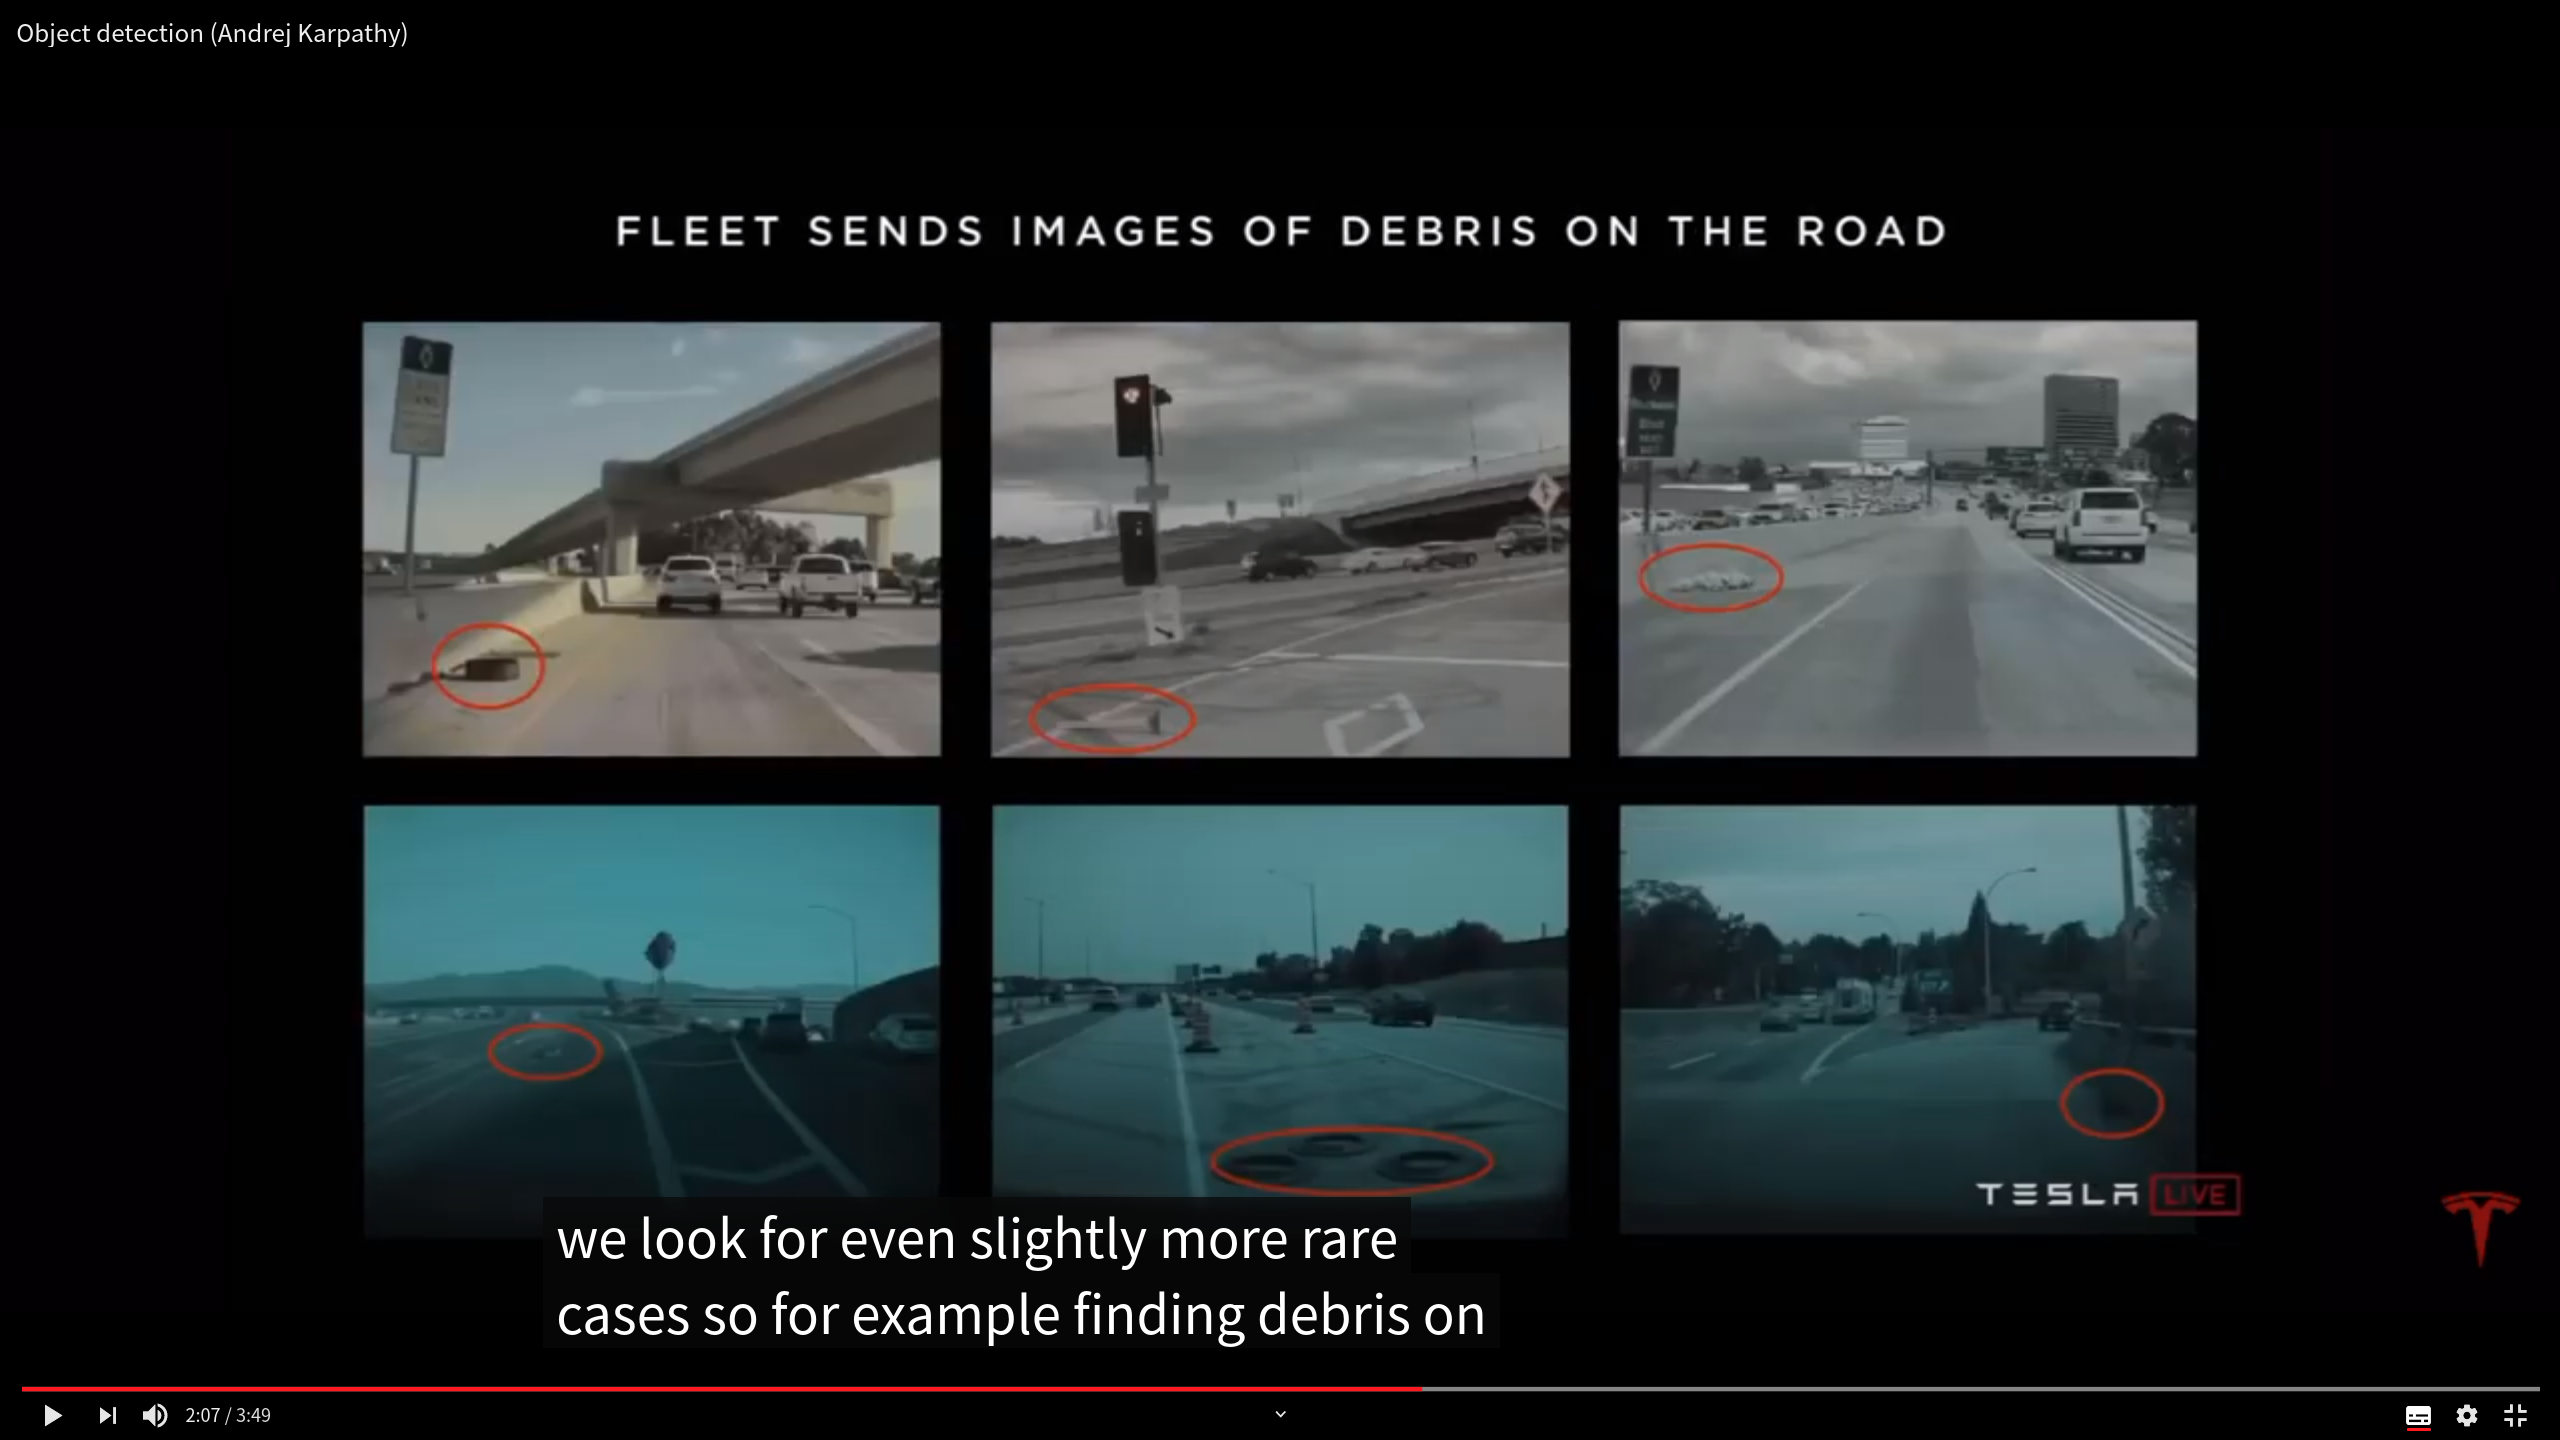 Object detection (Andrej Karpathy)
FLEET SENDS IMAGES OF DEBRIS ON THE ROAD
TESLA LIVE
we look for even slightly more rare
cases so for example finding debris on
2:07 / 3:49